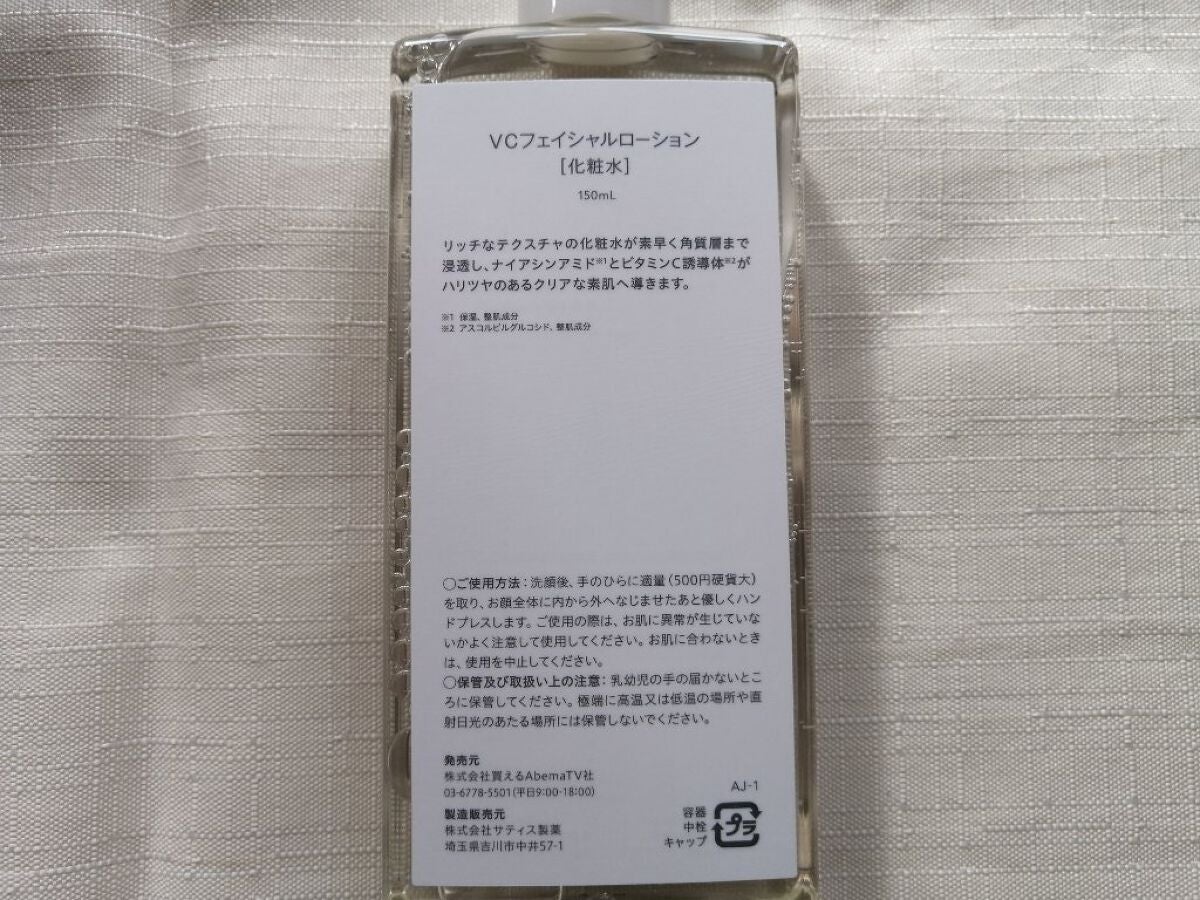 VCフェイシャルローション
[化粧水]
150mL
リッチなテクスチャの化粧水が素早く角質層まで
浸透し、ナイアシンアミド※1とビタミンC誘導体※2が
ハリツヤのあるクリアな素肌へ導きます。
※1 保湿、整肌成分
※2 アスコルビルグルコシド、整肌成分
○ご使用方法:洗顔後、手のひらに適量(500円硬貨大)
を取り、お顔全体に内から外へなじませたあと優しくハン
ドプレスします。ご使用の際は、お肌に異常が生じていな
いかよく注意して使用してください。お肌に合わないとき
は、使用を中止してください。
○保管及び取扱い上の注意:乳幼児の手の届かないとこ
ろに保管してください。極端に高温又は低温の場所や直
射日光のあたる場所には保管しないでください。
発売元
株式会社買えるAbemaTV社
03-6778-5501(平日9:00-18:00)
製造販売元
株式会社サティス製薬
埼玉県吉川市中井57-1
AJ-1
容器
中栓
キャップ
プラ